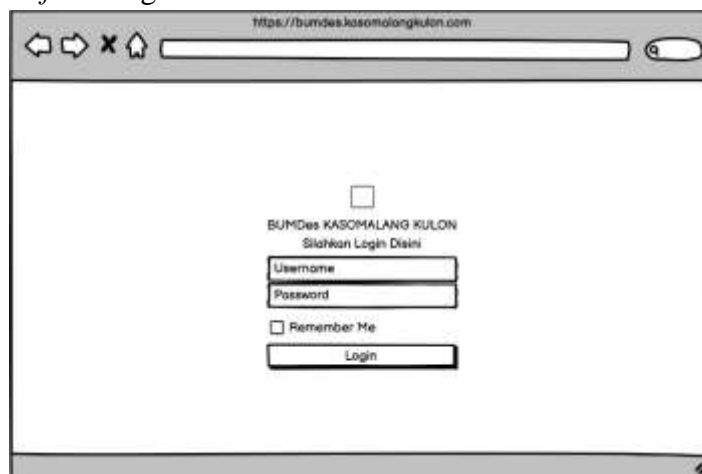 https://bumdes.kasomalangkulon.com
BUMDes KASOMALANG KULON
Silahkan Login Disini
Username
Password
Remember Me
Login